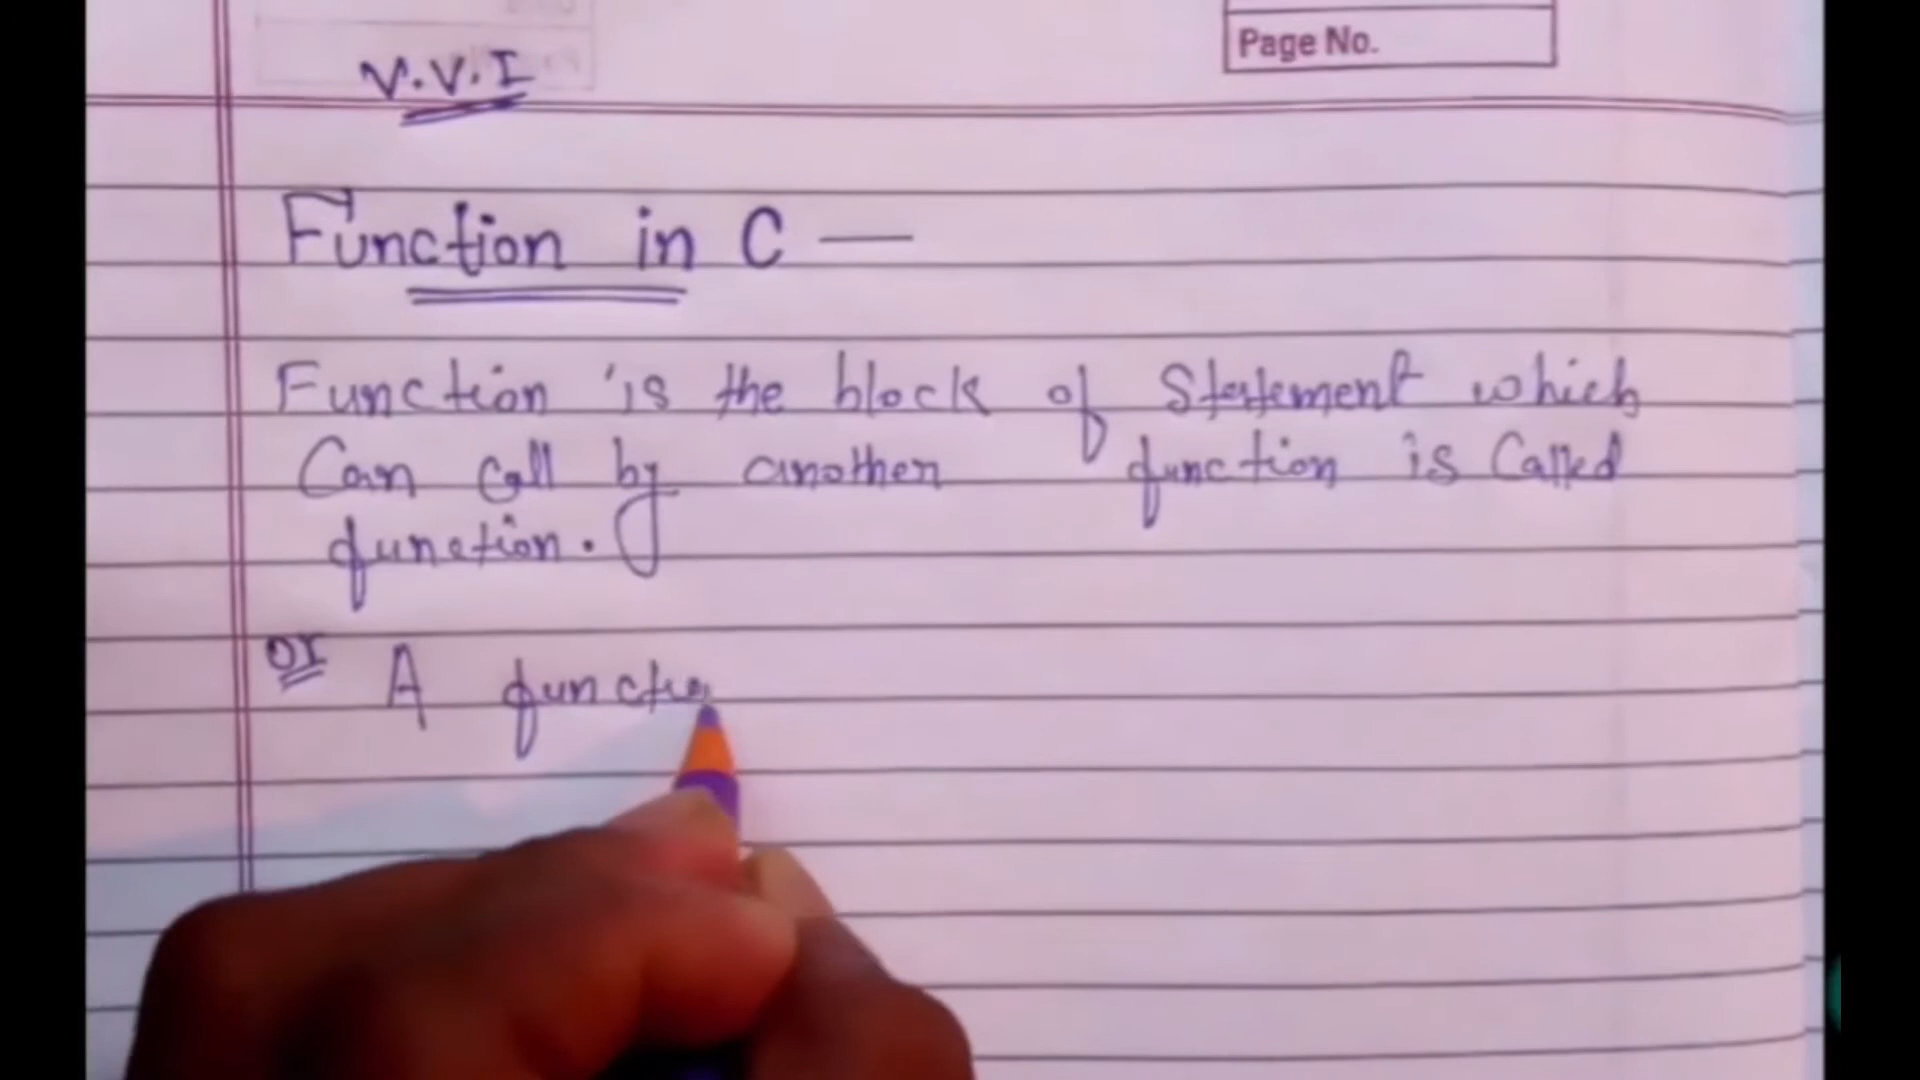 Page No.
V.V.I
Function in C —
Function is the block of Statement which
Can Call by another function is Called
function.
or A functio